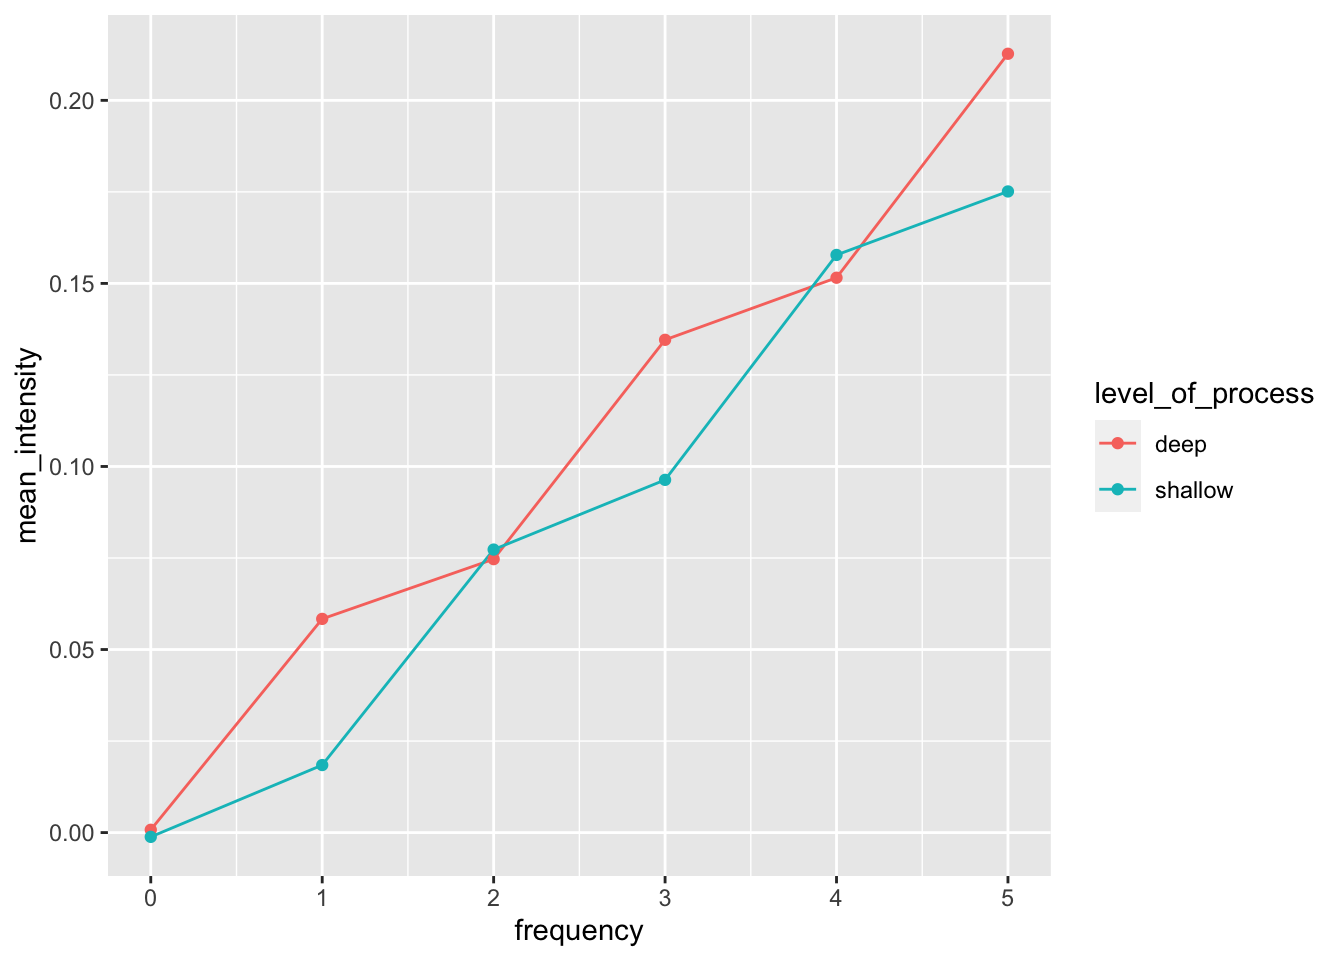 mean_intensity
0.20
0.15
0.10
0.05
0.00
0 1 2 3 4 5
frequency
level_of_process
deep
shallow